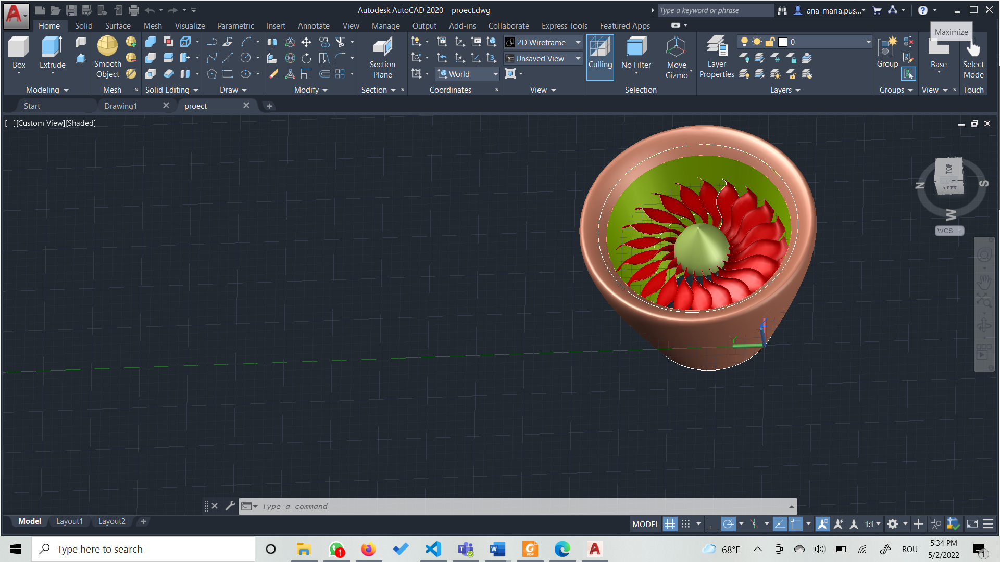 Autodesk AutoCAD 2020 proect.dwg
Type a keyword or phrase
ana-maria.pus...
Home Solid Surface Mesh Visualize Parametric Insert Annotate View Manage Output Add-ins Collaborate Express Tools Featured Apps
Maximize
Box
Extrude
Smooth
Object
Section
Plane
2D Wireframe
Unsaved View
World
Culling
No Filter
Move
Gizmo
Layer
Properties
0
Group
Base
Select
Mode
Modeling Mesh Solid Editing Draw Modify Section Coordinates View Selection Layers Groups View Touch
Start Drawing1 proect
[−][Custom View][Shaded]
TOP
LEFT
N
S
W
WCS
Y
Z
Type a command
Model Layout1 Layout2
MODEL
1:1
Type here to search
1
68°F
ROU
5:34 PM
5/2/2022
1